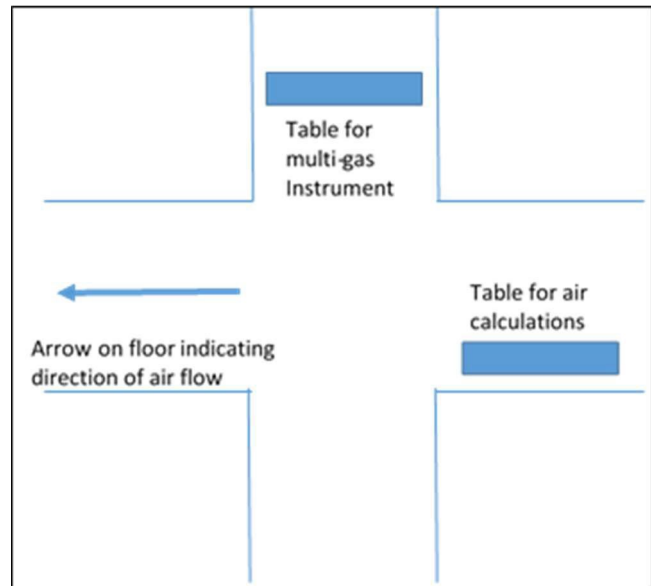 Table for
multi-gas
Instrument
Table for air
calculations
Arrow on floor indicating
direction of air flow